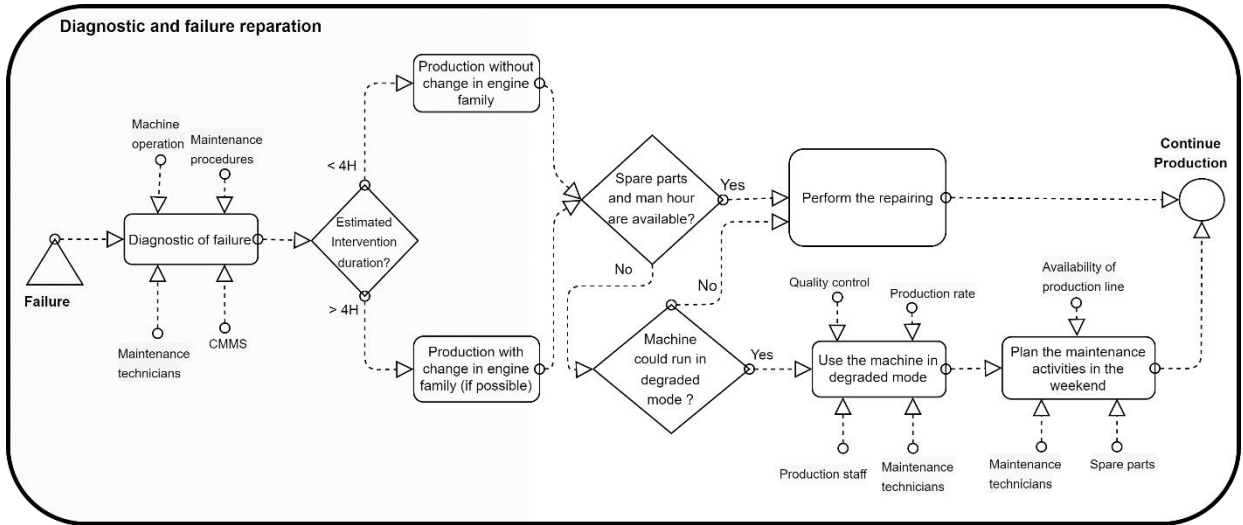 Diagnostic and failure reparation
Production without
change in engine
family
Machine
operation
Maintenance
procedures
< 4H
Diagnostic of failure
Estimated
Intervention
duration?
Failure
> 4H
Maintenance
technicians
CMMS
Production with
change in engine
family (if possible)
Spare parts
and man hour
are available?
Yes
Perform the repairing
Continue
Production
No
No
Machine
could run in
degraded
mode ?
Yes
Quality control
Production rate
Use the machine in
degraded mode
Production staff
Maintenance
technicians
Availability of
production line
Plan the maintenance
activities in the
weekend
Maintenance
technicians
Spare parts